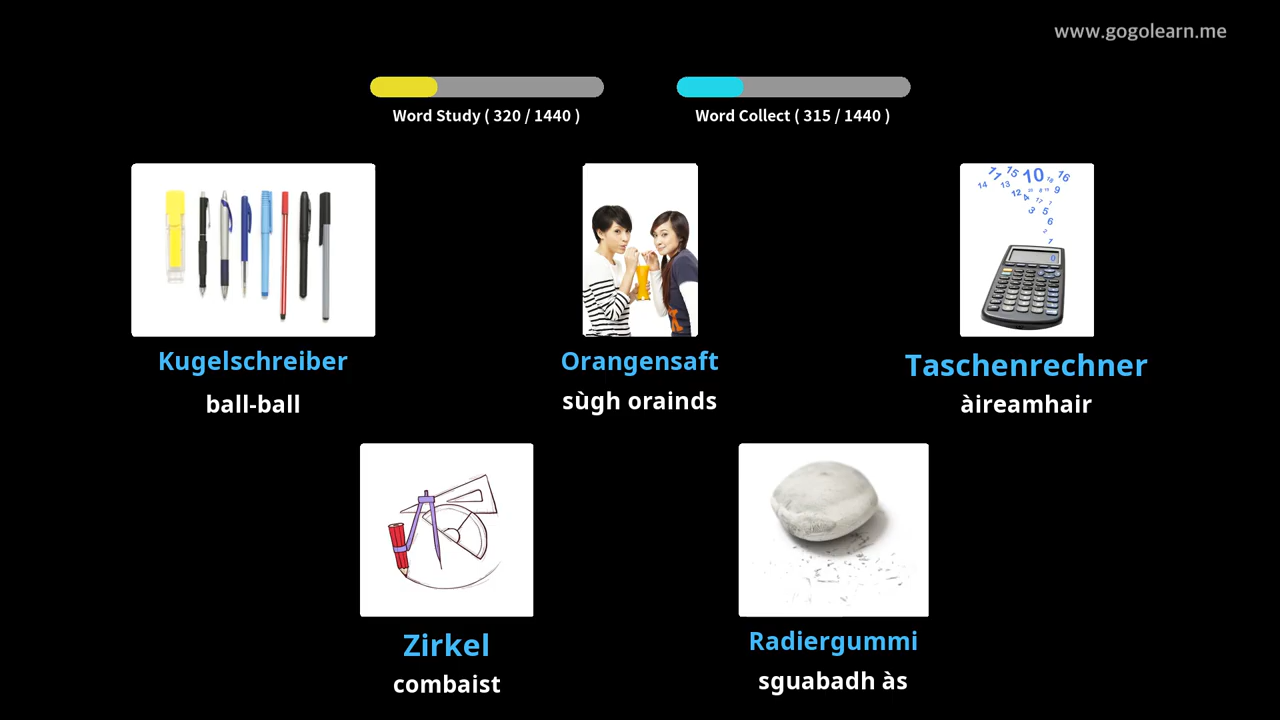 www.gogolearn.me
Word Study ( 320 / 1440 )
Word Collect ( 315 / 1440 )
Kugelschreiber
ball-ball
Orangensaft
sùgh orainds
Taschenrechner
àireamhair
Zirkel
combaist
Radiergummi
sguabadh às